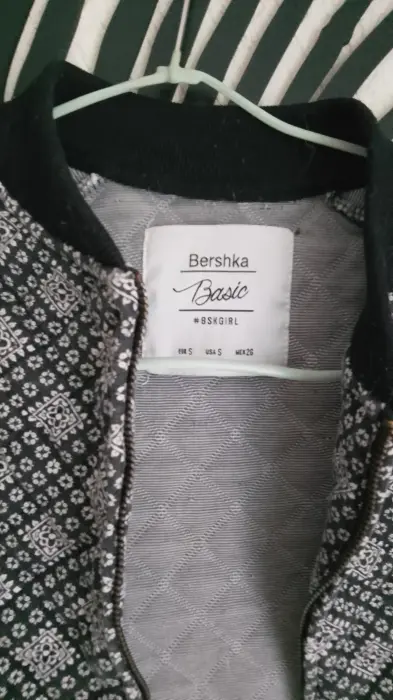 Bershka
Basic
#BSKGIRL
EUR S USA S MEX 26